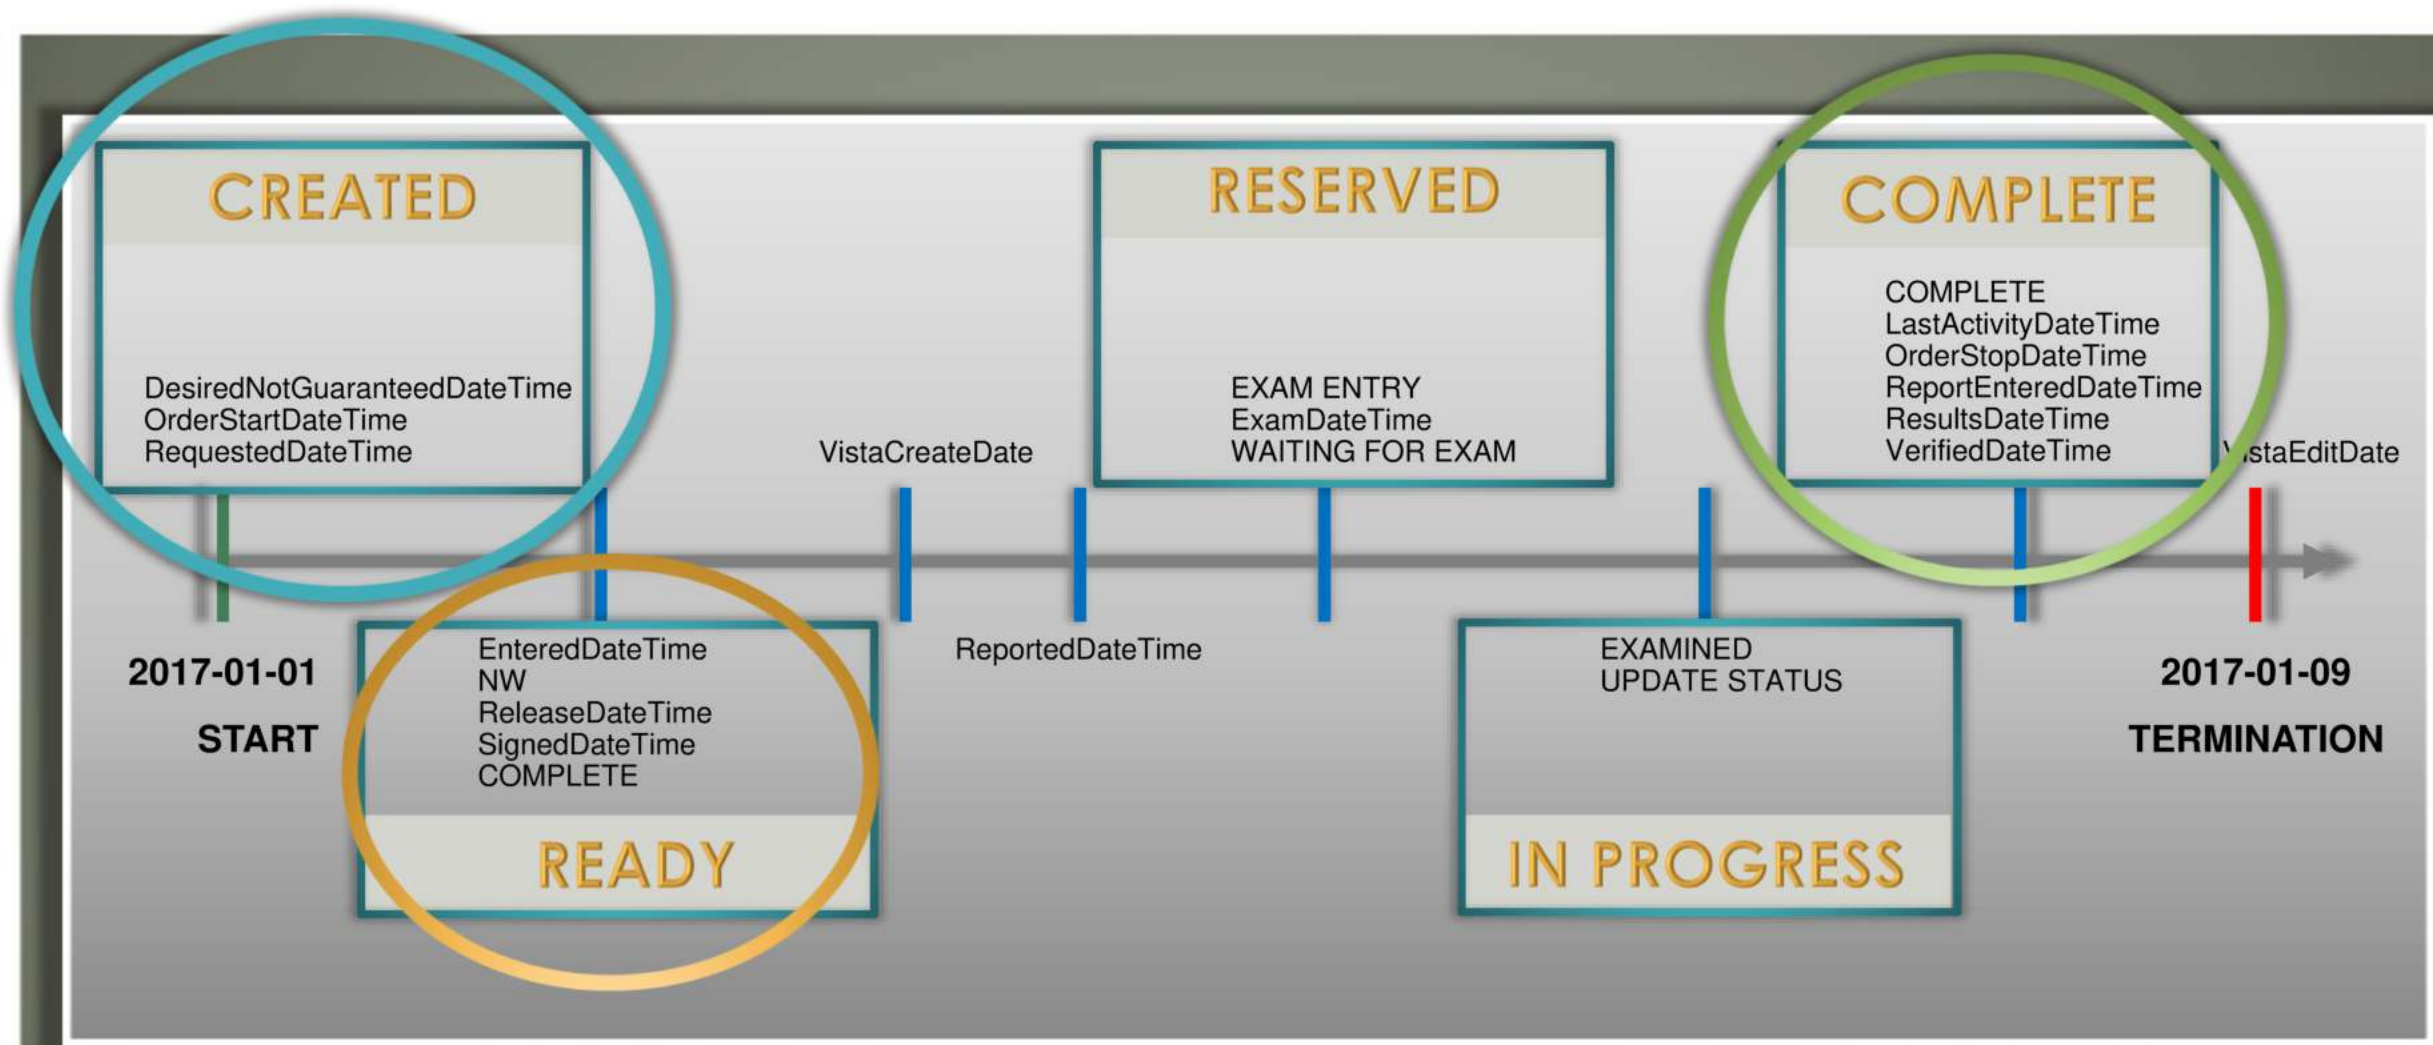 CREATED
DesiredNotGuaranteedDateTime
OrderStartDateTime
RequestedDateTime
VistaCreateDate
RESERVED
EXAM ENTRY
ExamDateTime
WAITING FOR EXAM
COMPLETE
COMPLETE
LastActivityDateTime
OrderStopDateTime
ReportEnteredDateTime
ResultsDateTime
VerifiedDateTime
VistaEditDate
2017-01-01
START
EnteredDateTime
NW
ReleaseDateTime
SignedDateTime
COMPLETE
READY
ReportedDateTime
EXAMINED
UPDATE STATUS
IN PROGRESS
2017-01-09
TERMINATION